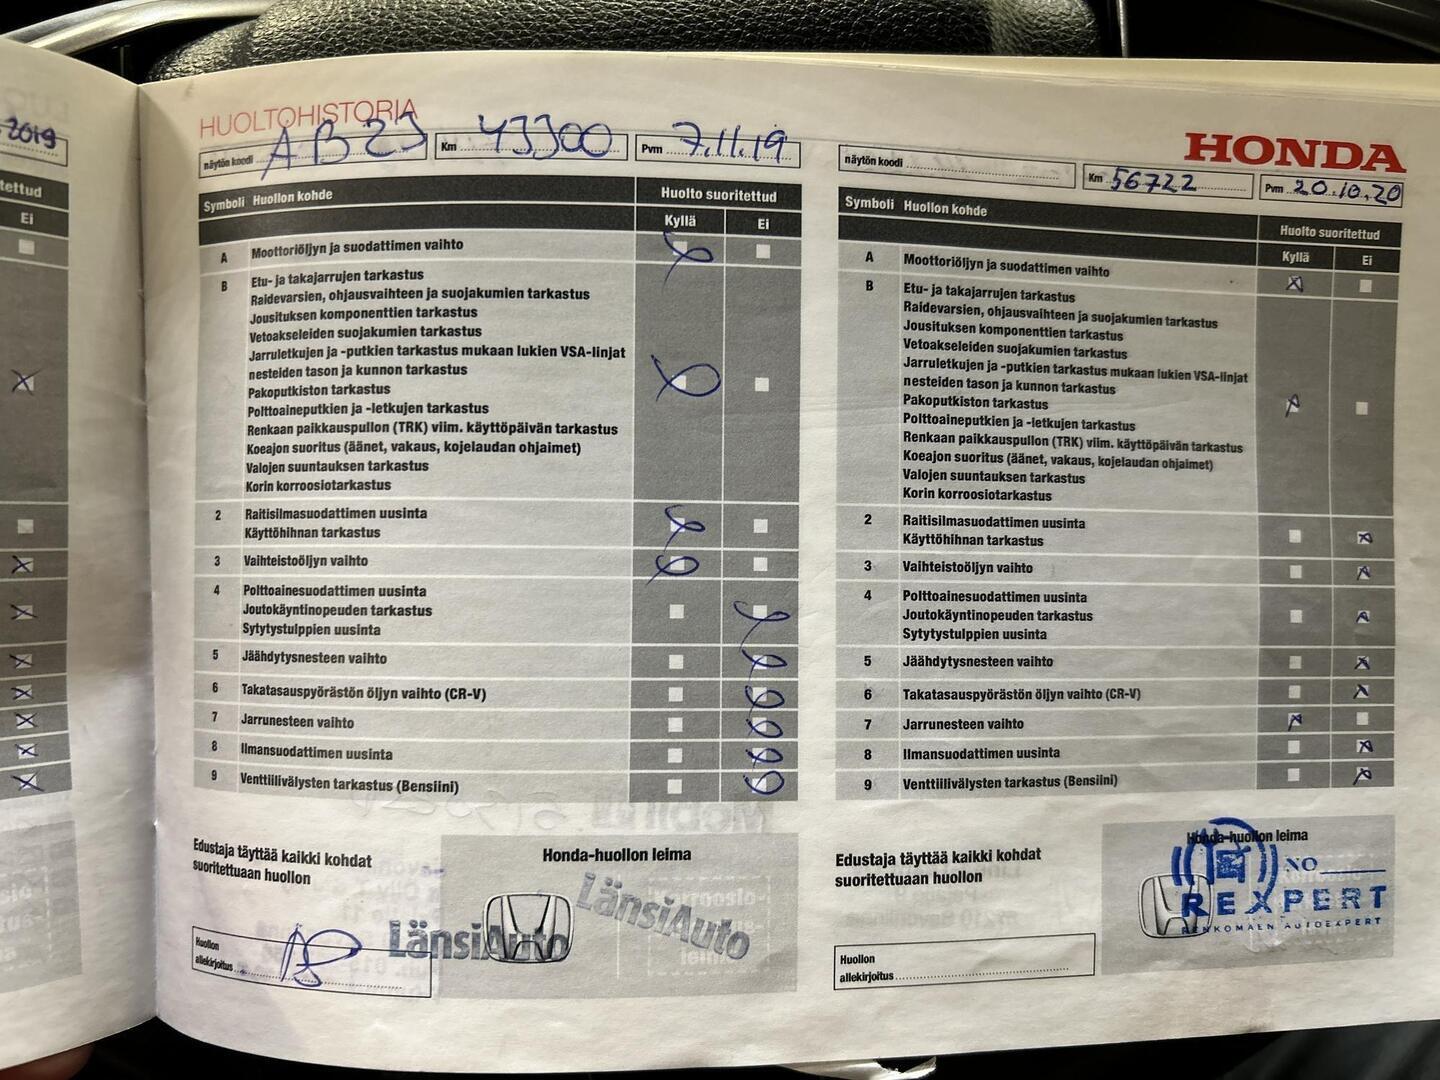 2019
HUOLTOHISTORIA
näytön koodi AB23
Km 43300
Pvm 7.11.19
Symboli Huollon kohde
Huolto suoritettud
Kyllä Ei
A Moottoriöljyn ja suodattimen vaihto
B Etu- ja takajarrujen tarkastus
Raidevarsien, ohjausvaihteen ja suojakumien tarkastus
Jousituksen komponenttien tarkastus
Vetoakseleiden suojakumien tarkastus
Jarruletkujen ja -putkien tarkastus mukaan lukien VSA-linjat
nesteiden tason ja kunnon tarkastus
Pakoputkiston tarkastus
Polttoaineputkien ja -letkujen tarkastus
Renkaan paikkauspullon (TRK) viim. käyttöpäivän tarkastus
Koeajon suoritus (äänet, vakaus, kojelaudan ohjaimet)
Valojen suuntauksen tarkastus
Korin korroosiotarkastus
2 Raitisilmasuodattimen uusinta
Käyttöhihnan tarkastus
3 Vaihteistoöljyn vaihto
4 Polttoainesuodattimen uusinta
Joutokäyntinopeuden tarkastus
Sytytystulppien uusinta
5 Jäähdytysnesteen vaihto
6 Takatasauspyörästön öljyn vaihto (CR-V)
7 Jarrunesteen vaihto
8 Ilmansuodattimen uusinta
9 Venttiilivälysten tarkastus (Bensiini)
Edustaja täyttää kaikki kohdat
suoritettuaan huollon
Honda-huollon leima
LänsiAuto
LänsiAuto
Huollon
allekirjoitus
HONDA
näytön koodi
Km 56722
Pvm 20.10.20
Symboli Huollon kohde
Huolto suoritettud
Kyllä Ei
A Moottoriöljyn ja suodattimen vaihto
B Etu- ja takajarrujen tarkastus
Raidevarsien, ohjausvaihteen ja suojakumien tarkastus
Jousituksen komponenttien tarkastus
Vetoakseleiden suojakumien tarkastus
Jarruletkujen ja -putkien tarkastus mukaan lukien VSA-linjat
nesteiden tason ja kunnon tarkastus
Pakoputkiston tarkastus
Polttoaineputkien ja -letkujen tarkastus
Renkaan paikkauspullon (TRK) viim. käyttöpäivän tarkastus
Koeajon suoritus (äänet, vakaus, kojelaudan ohjaimet)
Valojen suuntauksen tarkastus
Korin korroosiotarkastus
2 Raitisilmasuodattimen uusinta
Käyttöhihnan tarkastus
3 Vaihteistoöljyn vaihto
4 Polttoainesuodattimen uusinta
Joutokäyntinopeuden tarkastus
Sytytystulppien uusinta
5 Jäähdytysnesteen vaihto
6 Takatasauspyörästön öljyn vaihto (CR-V)
7 Jarrunesteen vaihto
8 Ilmansuodattimen uusinta
9 Venttiilivälysten tarkastus (Bensiini)
Edustaja täyttää kaikki kohdat
suoritettuaan huollon
Honda-huollon leima
REXPERT
Huollon
allekirjoitus